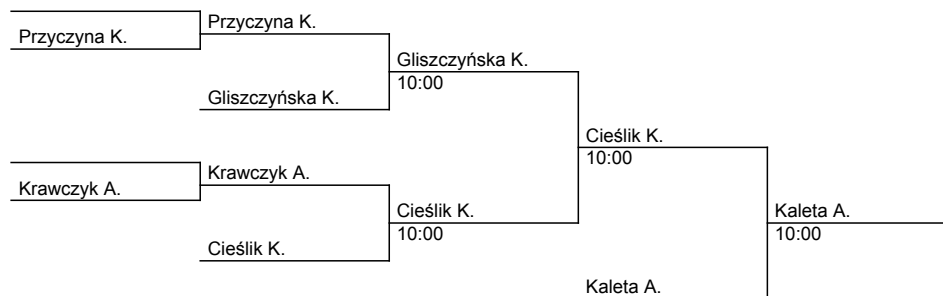 Przyczyna K.
Przyczyna K.
Gliszczyńska K.
10:00
Gliszczyńska K.
Cieślik K.
10:00
Krawczyk A.
Krawczyk A.
Cieślik K.
10:00
Kaleta A.
10:00
Cieślik K.
Kaleta A.